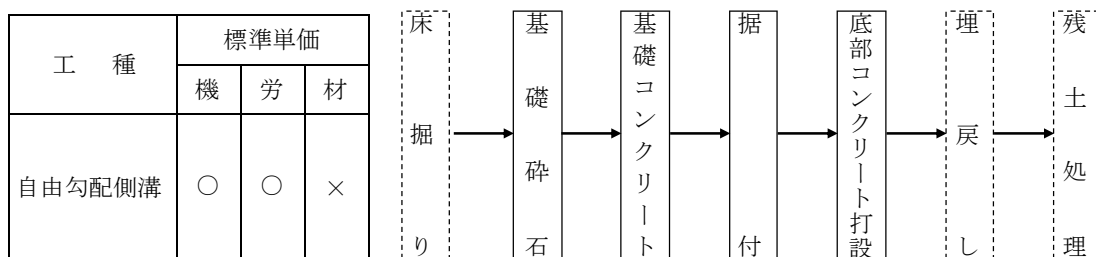 工　種
標準単価
機
労
材
自由勾配側溝
○
○
×
床掘り
基礎砕石
基礎コンクリート
据付
底部コンクリート打設
埋戻し
残土処理